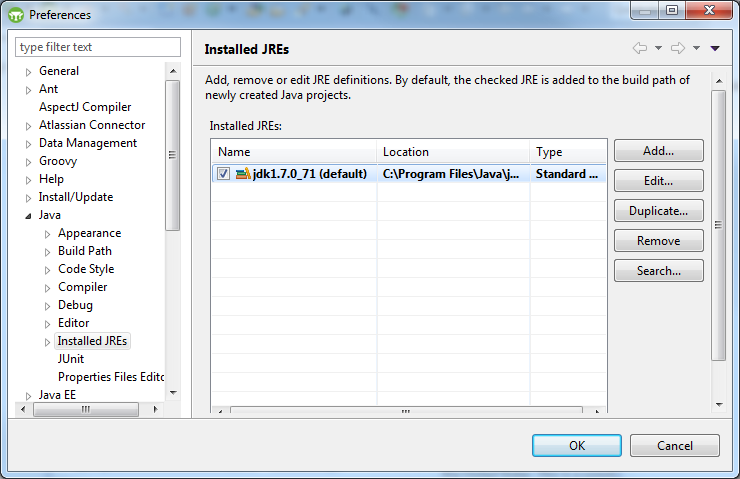 Preferences
type filter text
General
Ant
AspectJ Compiler
Atlassian Connector
Data Management
Groovy
Help
Install/Update
Java
Appearance
Build Path
Code Style
Compiler
Debug
Editor
Installed JREs
JUnit
Properties Files Edito
Java EE
Installed JREs
Add, remove or edit JRE definitions. By default, the checked JRE is added to the build path of
newly created Java projects.
Installed JREs:
Name Location Type
jdk1.7.0_71 (default) C:\Program Files\Java\j... Standard ...
Add...
Edit...
Duplicate...
Remove
Search...
OK Cancel